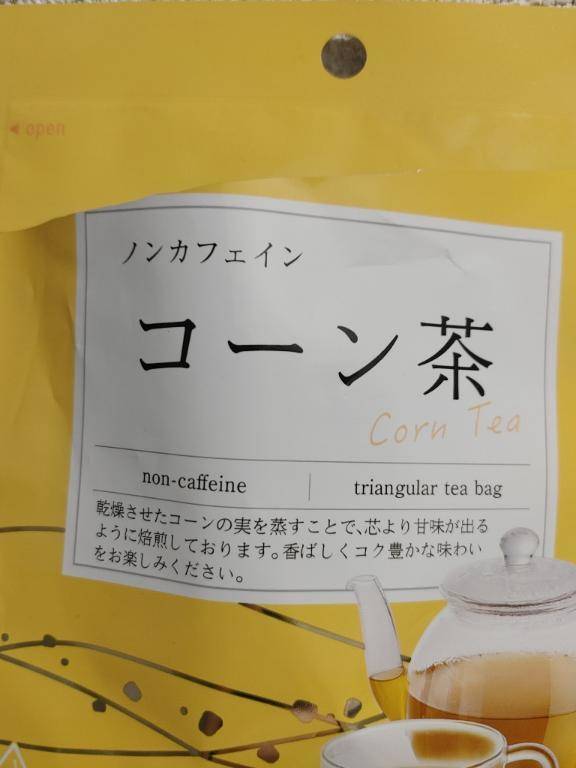 ◀ open
ノンカフェイン
コーン茶
Corn Tea
non-caffeine
triangular tea bag
乾燥させたコーンの実を蒸すことで、芯より甘味が出る
ように焙煎しております。香ばしくコク豊かな味わい
をお楽しみください。